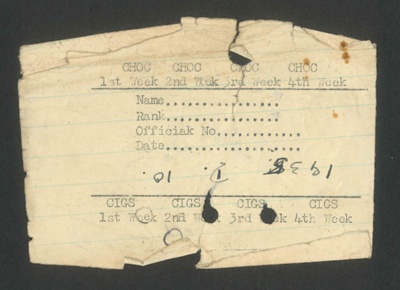 CHOC CHOC CHOC CHOC
1st Week 2nd Week 3rd Week 4th Week
Name.................
Rank.................
Officiak No............
Date.................
CIGS CIGS CIGS CIGS
1st Week 2nd Week 3rd Week 4th Week